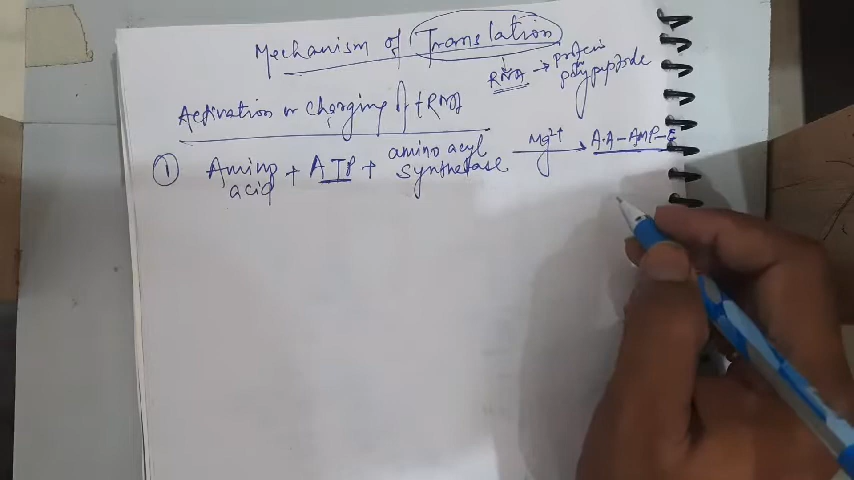 Mechanism of Translation
RNA → Protein
polypeptide
Activation or Charging of tRNA
① Amino acid + ATP + amino acyl synthetase Mg2+ → A.A-AMP-E